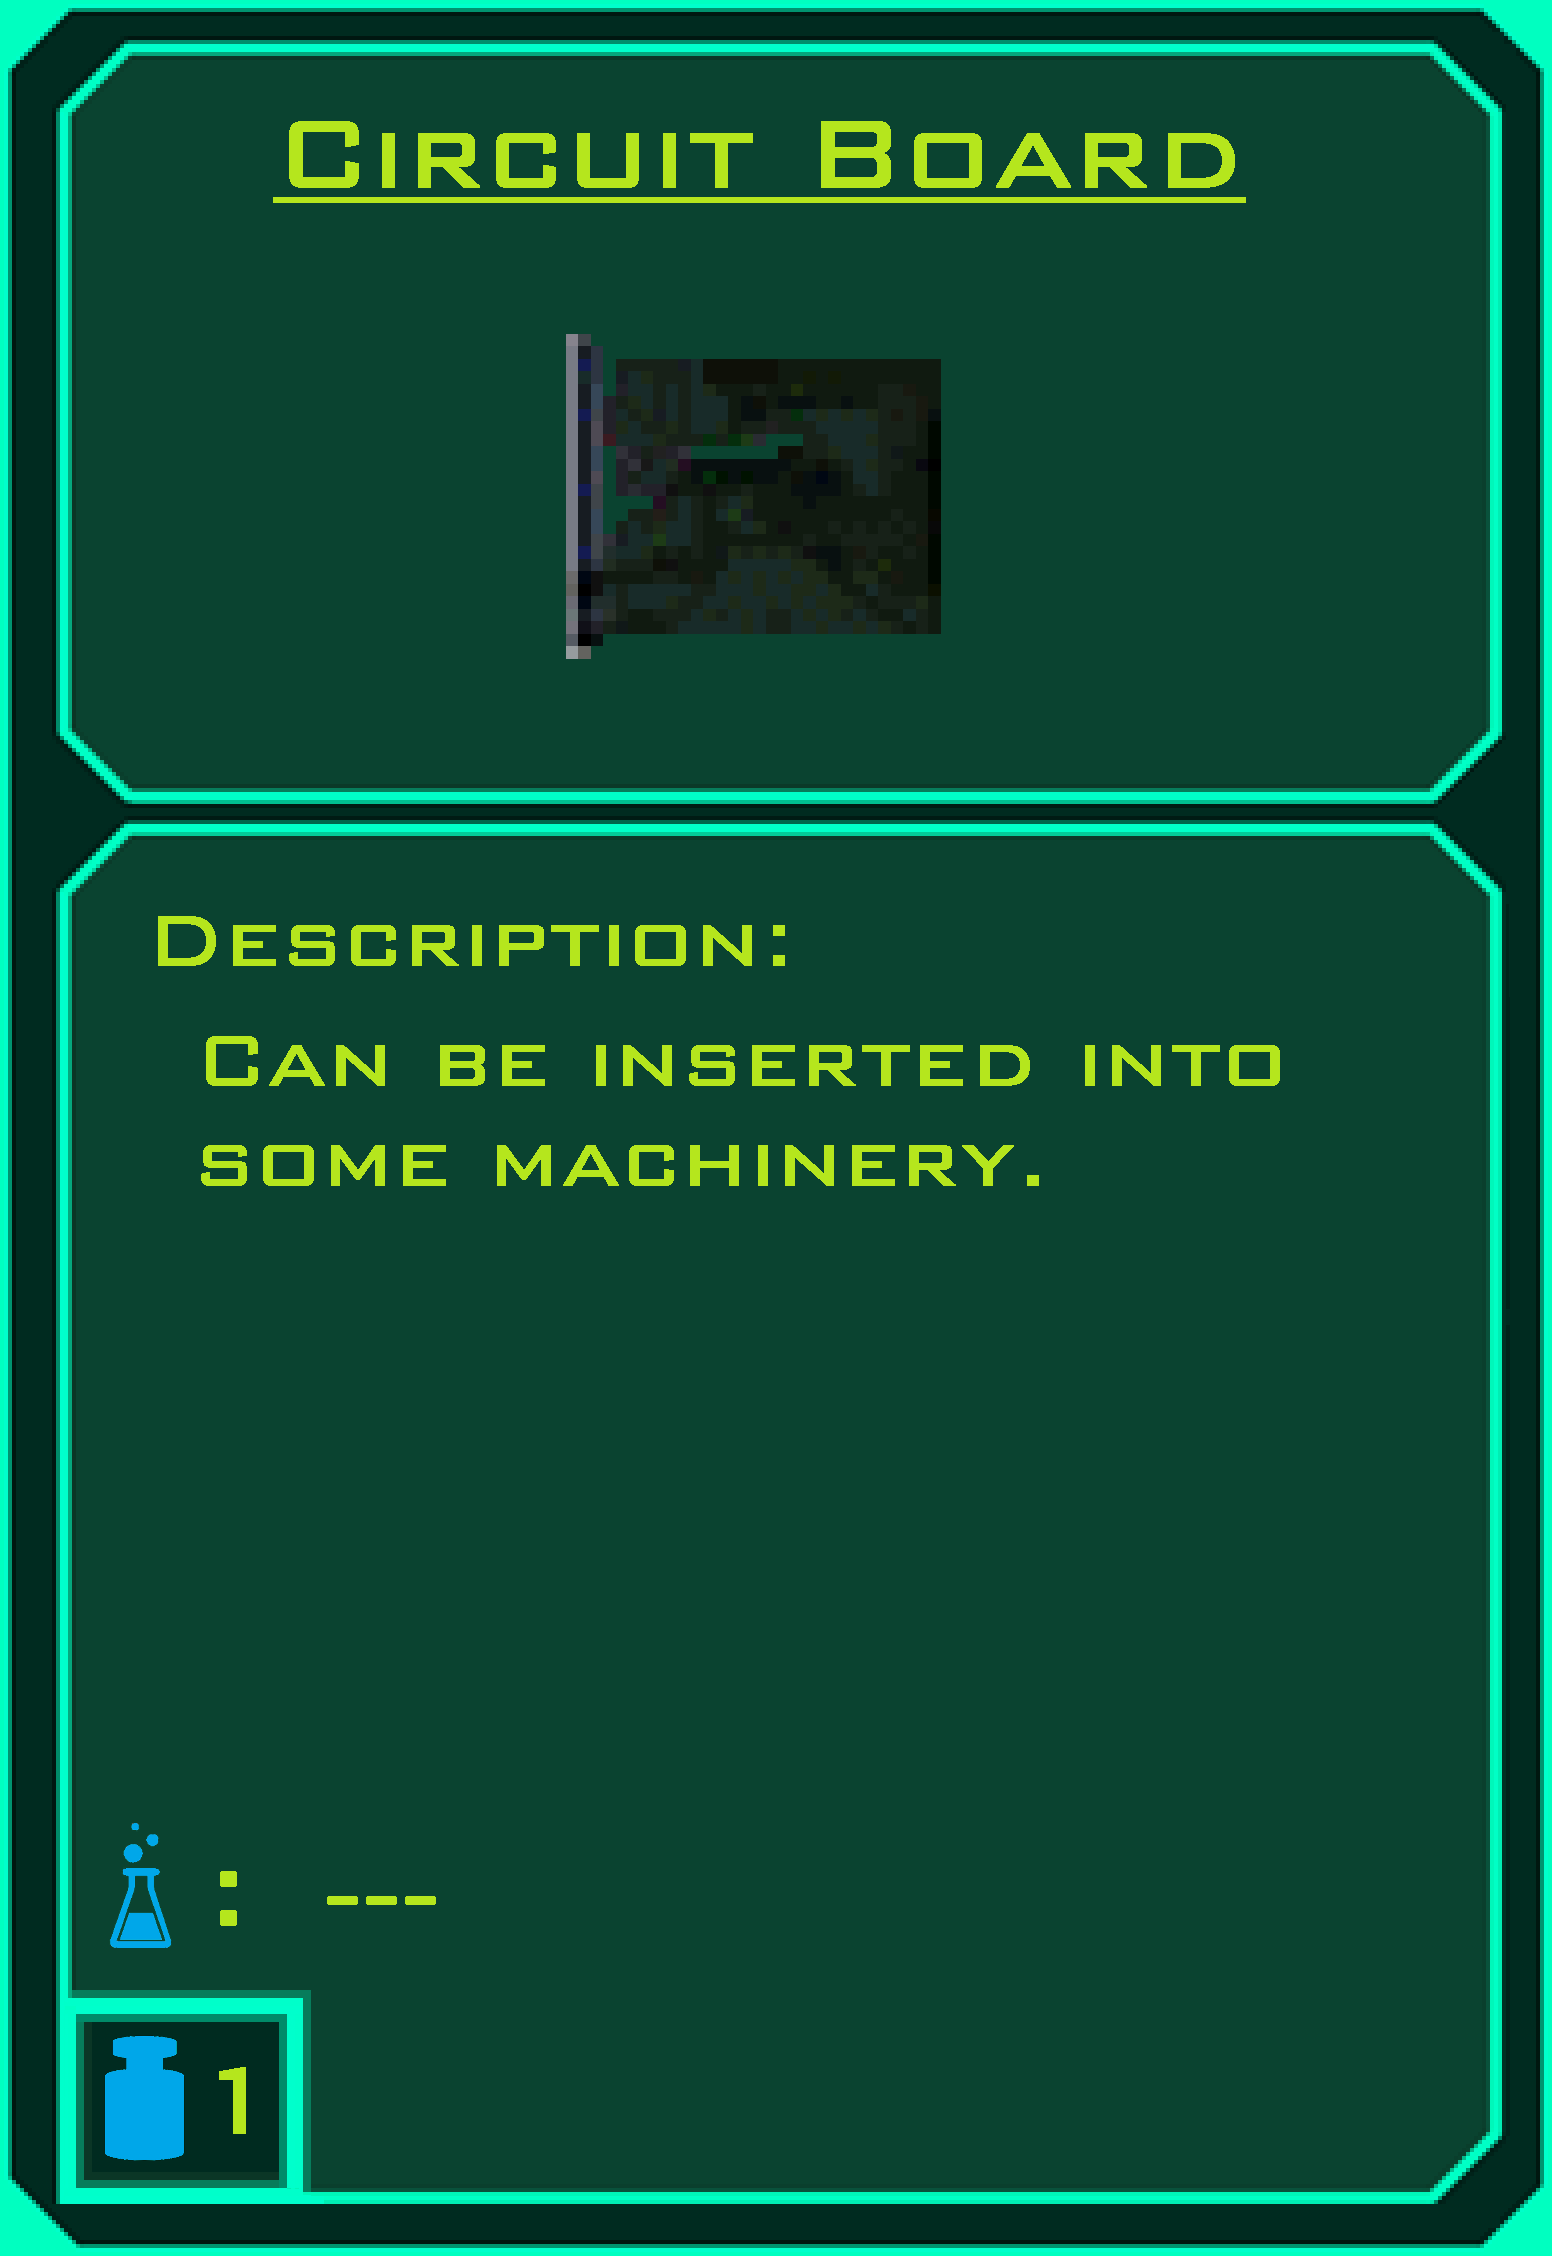 Circuit Board
Description:
Can be inserted into
some machinery.
: ---
1